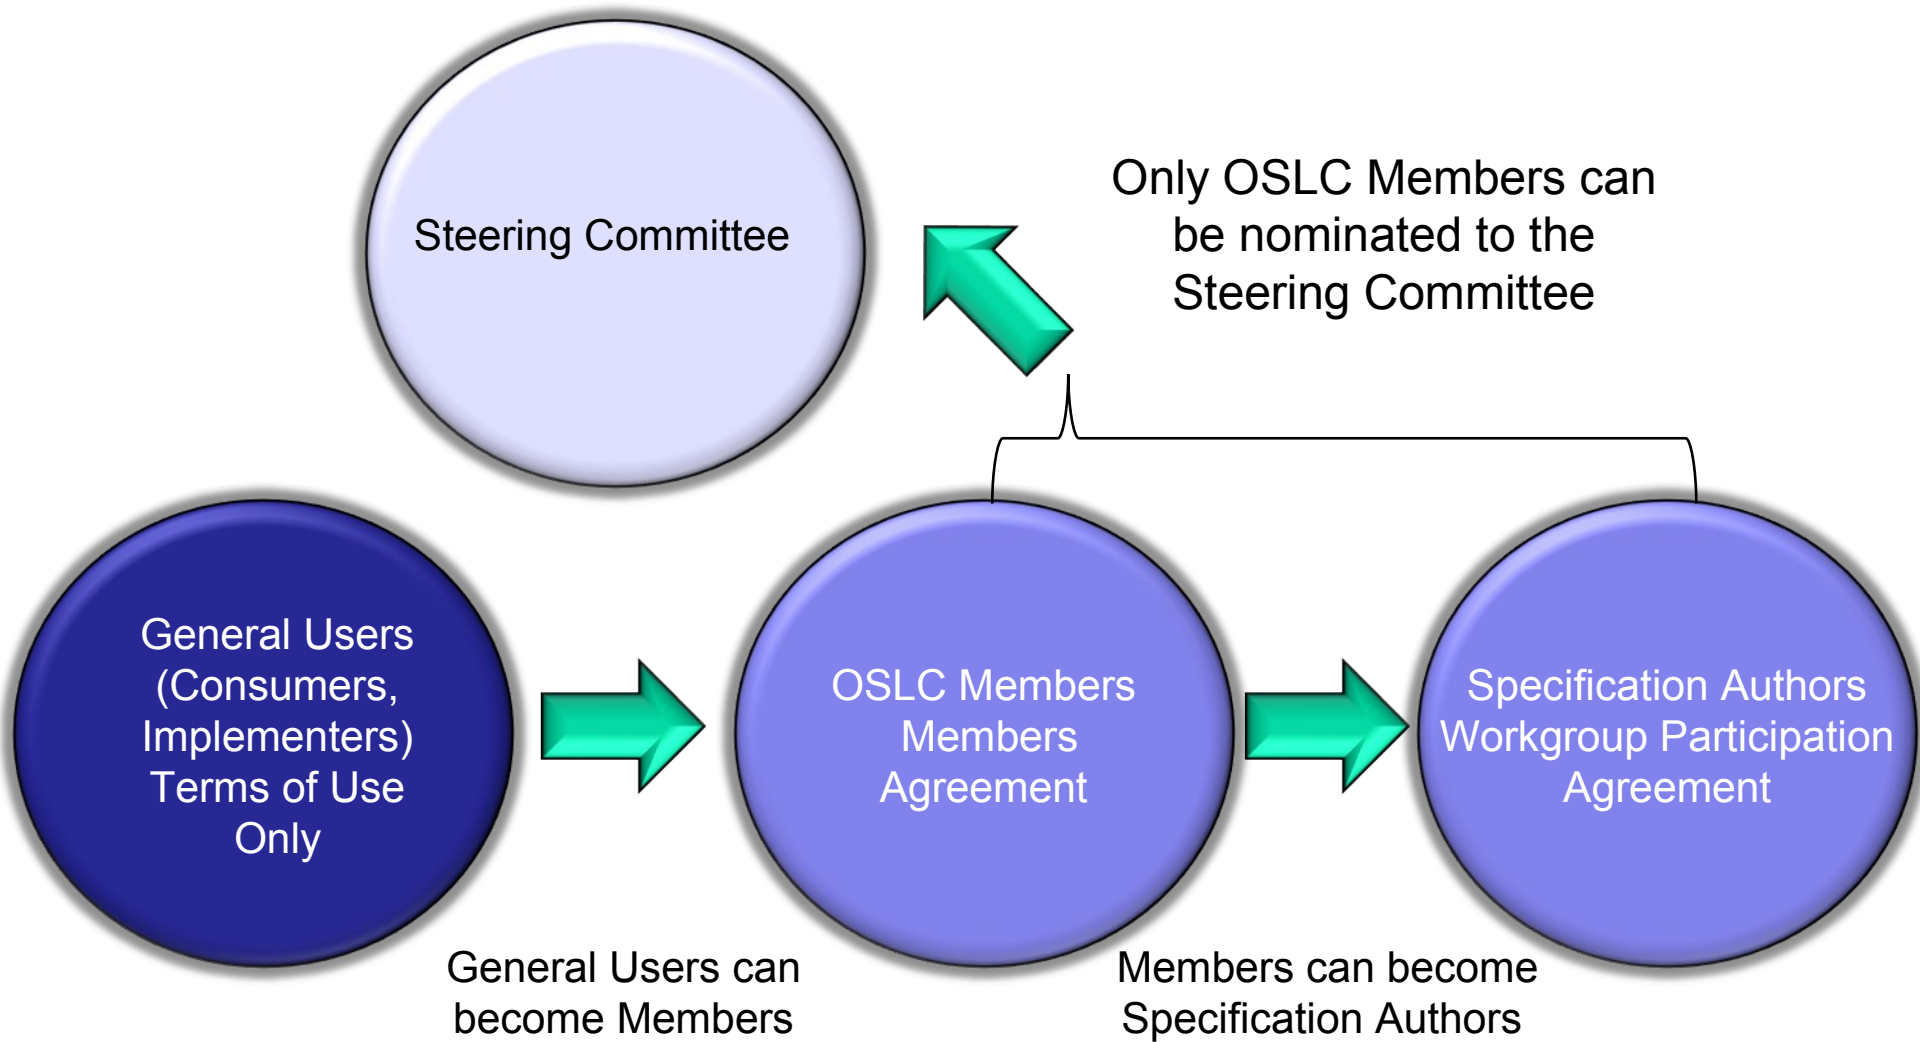 Steering Committee
Only OSLC Members can
be nominated to the
Steering Committee
General Users
(Consumers,
Implementers)
Terms of Use
Only
OSLC Members
Members
Agreement
Specification Authors
Workgroup Participation
Agreement
General Users can
become Members
Members can become
Specification Authors